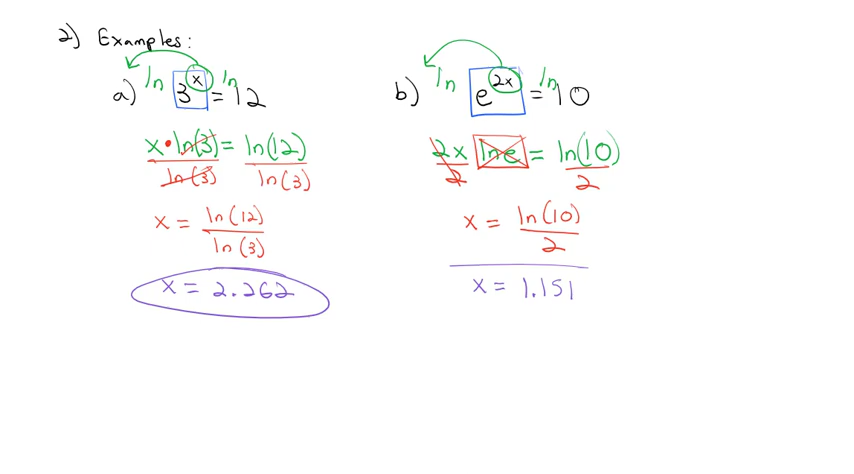 2) Examples:
a) ln 3^x = ln 12
x • ln(3) = ln(12)
ln(3) ln(3)
x = ln(12)
ln(3)
x = 2.262
b) ln e^2x = ln 10
2x ln e = ln(10)
2 2
x = ln(10)
2
x = 1.151